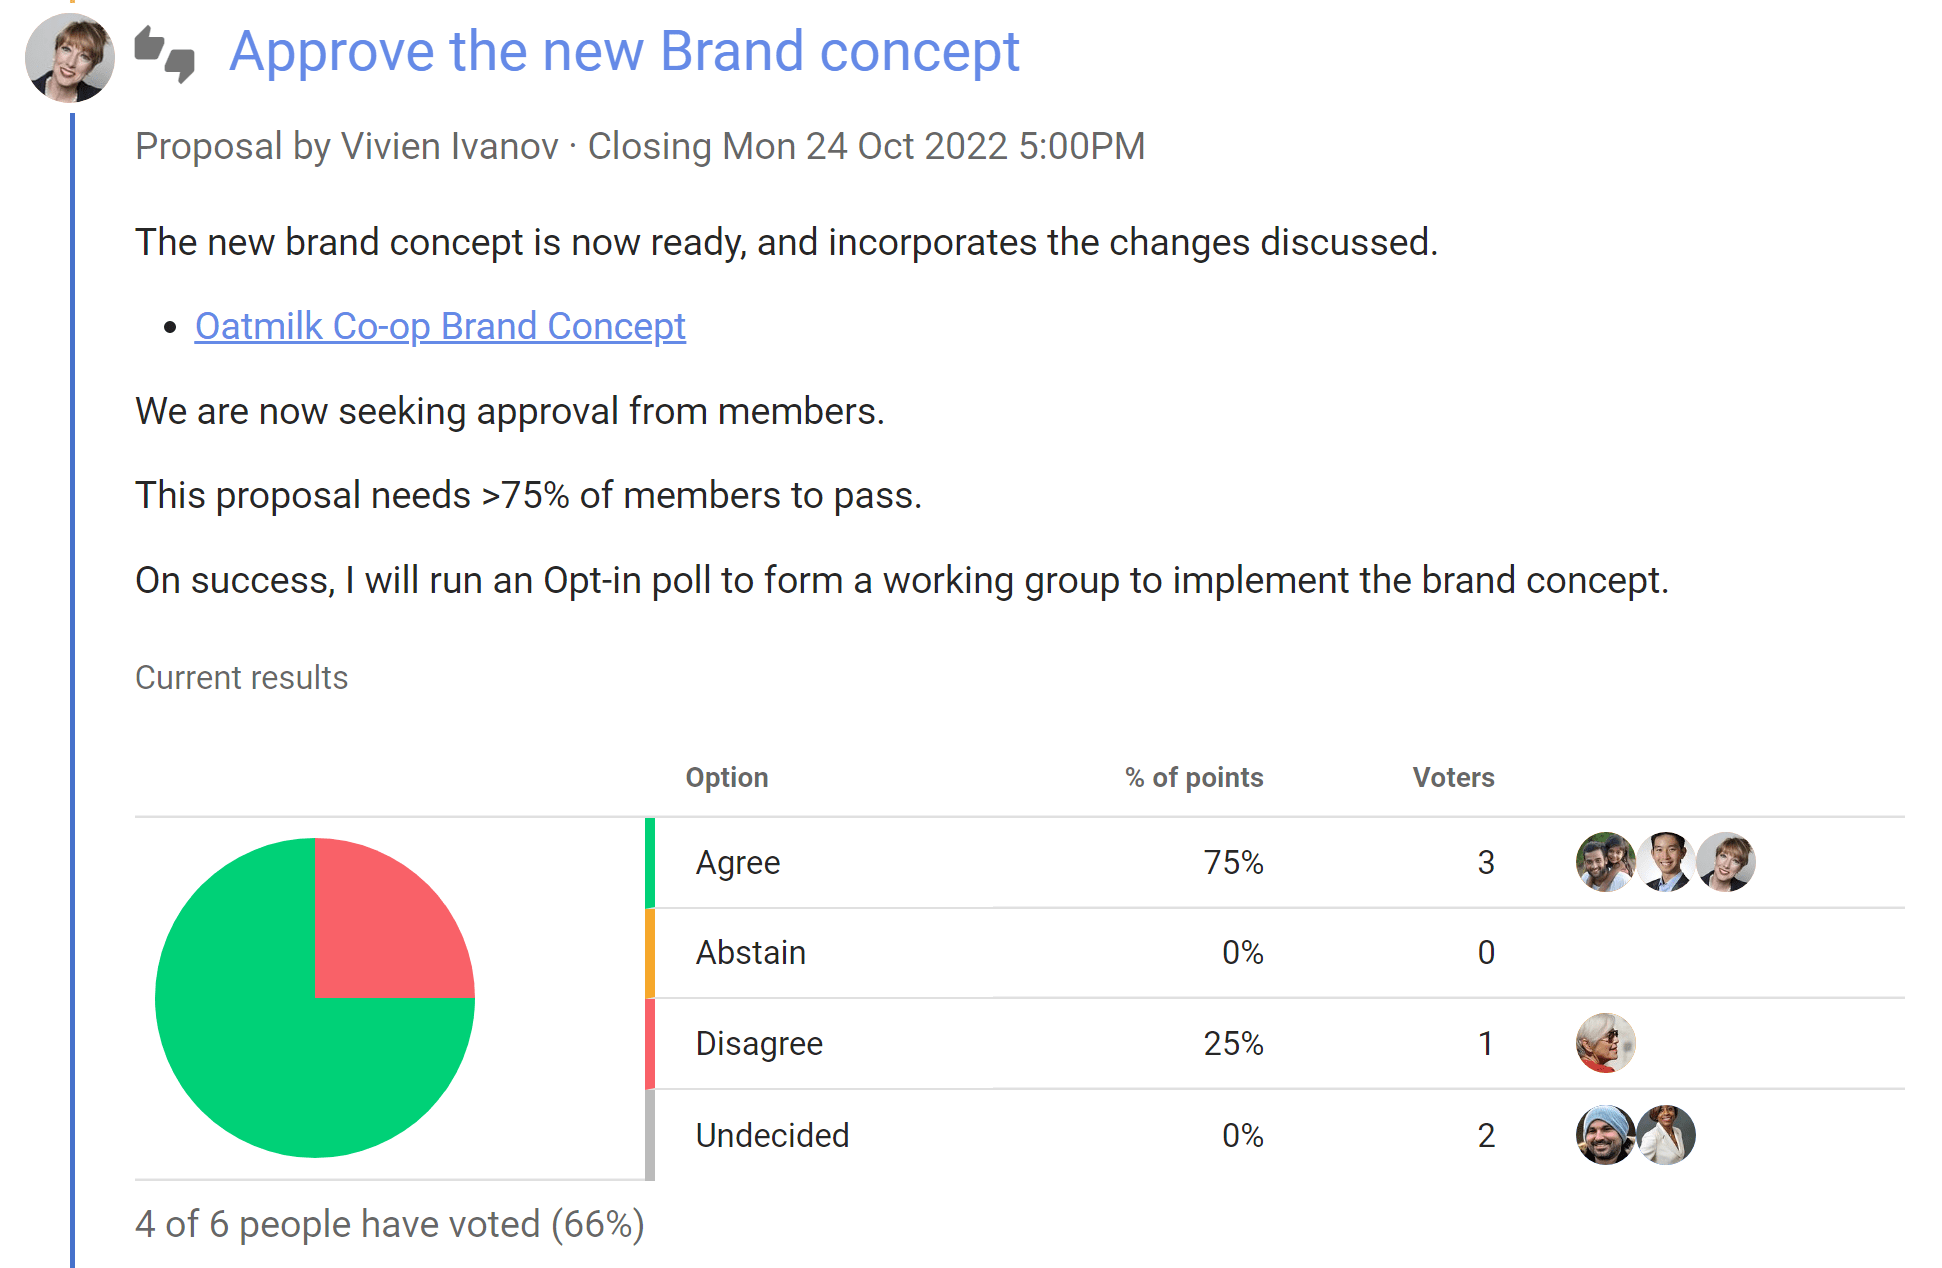 Approve the new Brand concept
Proposal by Vivien Ivanov · Closing Mon 24 Oct 2022 5:00PM
The new brand concept is now ready, and incorporates the changes discussed.
• Oatmilk Co-op Brand Concept
We are now seeking approval from members.
This proposal needs >75% of members to pass.
On success, I will run an Opt-in poll to form a working group to implement the brand concept.
Current results
Option % of points Voters
Agree 75% 3
Abstain 0% 0
Disagree 25% 1
Undecided 0% 2
4 of 6 people have voted (66%)